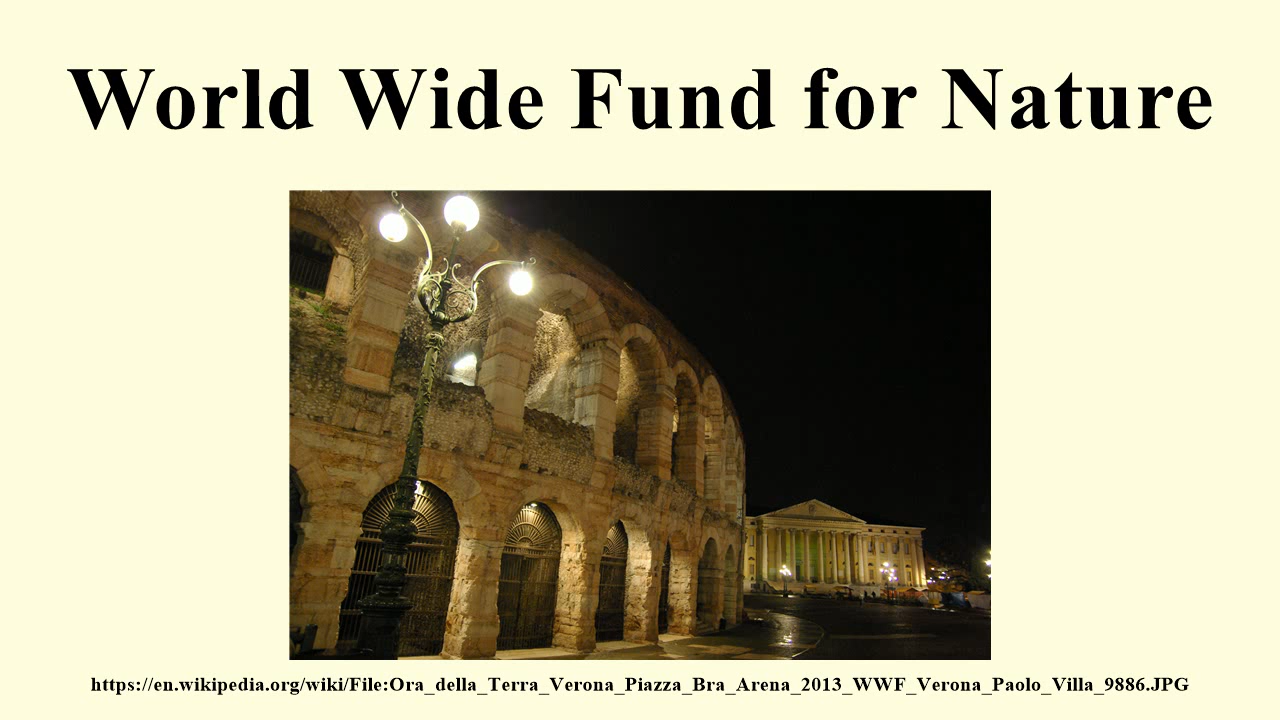 World Wide Fund for Nature
https://en.wikipedia.org/wiki/File:Ora_della_Terra_Verona_Piazza_Bra_Arena_2013_WWF_Verona_Paolo_Villa_9886.JPG